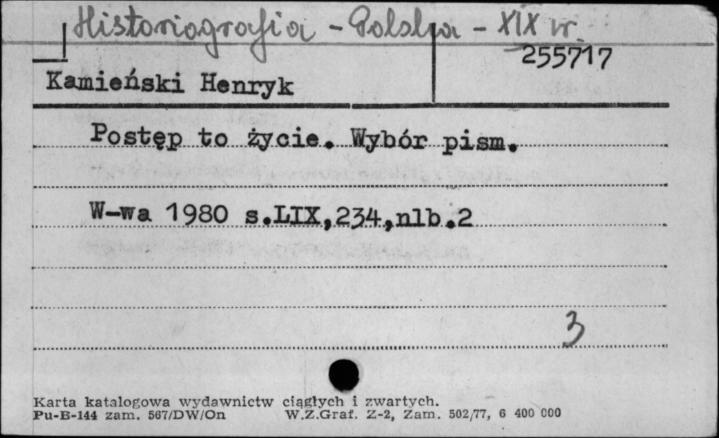 Historiografia - Polska - XIX w.
255717
Kamieński Henryk
Postęp to życie. Wybór pism.
W-wa 1980 s.LIX,234,nlb.2
3
Karta katalogowa wydawnictw ciągłych i zwartych.
Pu-B-144 zam. 567/DW/On W.Z.Graf. Z-2, Zam. 502/77, 6 400 000